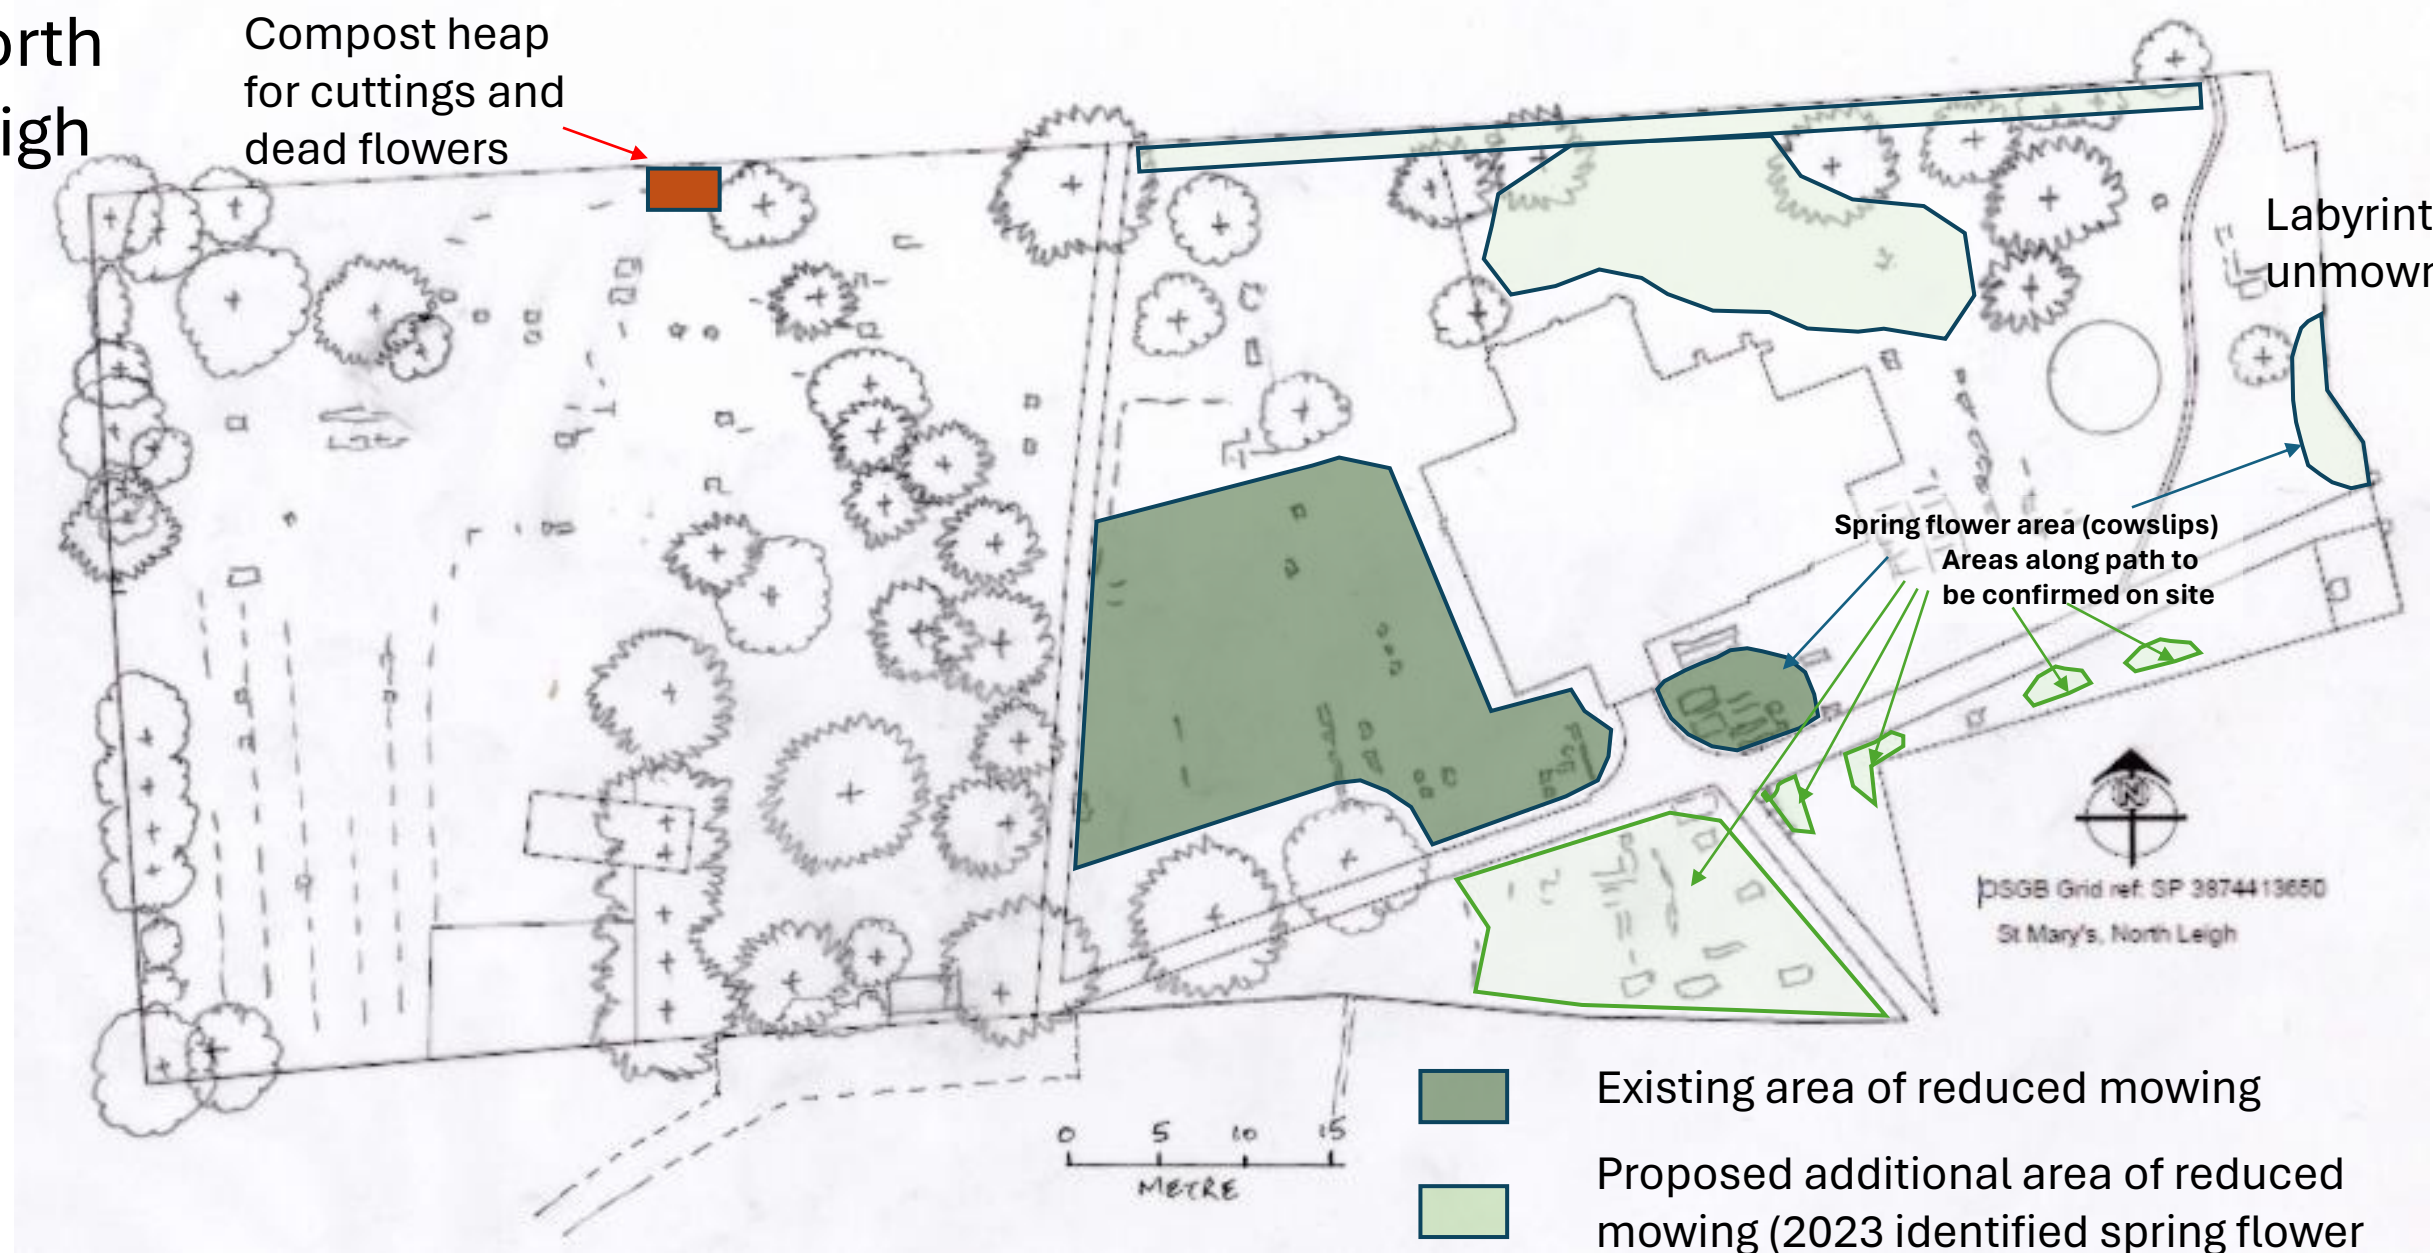 orth
igh
Compost heap
for cuttings and
dead flowers
Labyrint
unmown
Spring flower area (cowslips)
Areas along path to
be confirmed on site
N
OSGB Grid ref: SP 3874413650
St Mary's, North Leigh
0 5 10 15
METRE
Existing area of reduced mowing
Proposed additional area of reduced
mowing (2023 identified spring flower